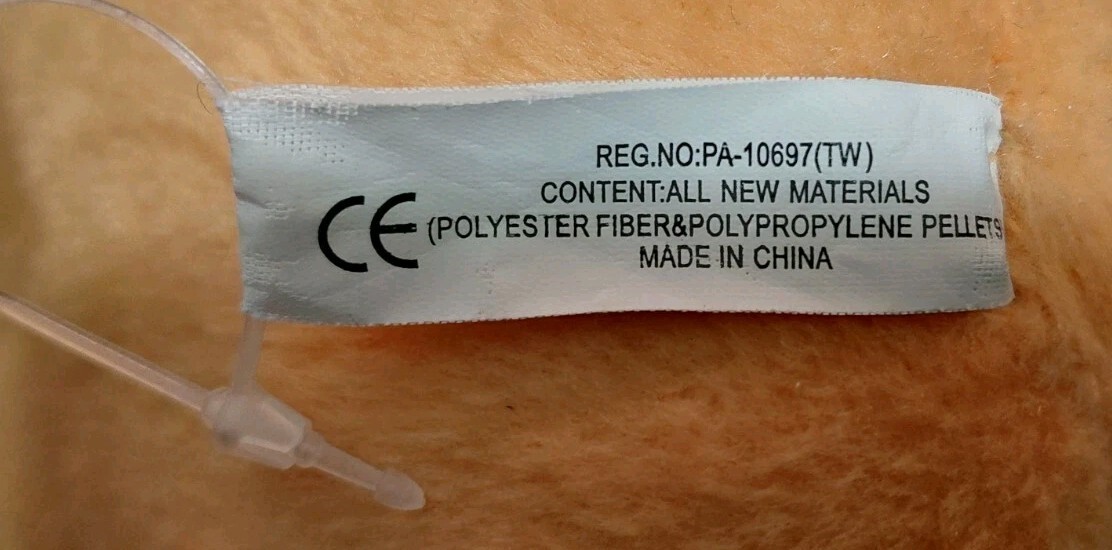 REG.NO:PA-10697(TW)
CONTENT:ALL NEW MATERIALS
CE (POLYESTER FIBER&POLYPROPYLENE PELLETS
MADE IN CHINA